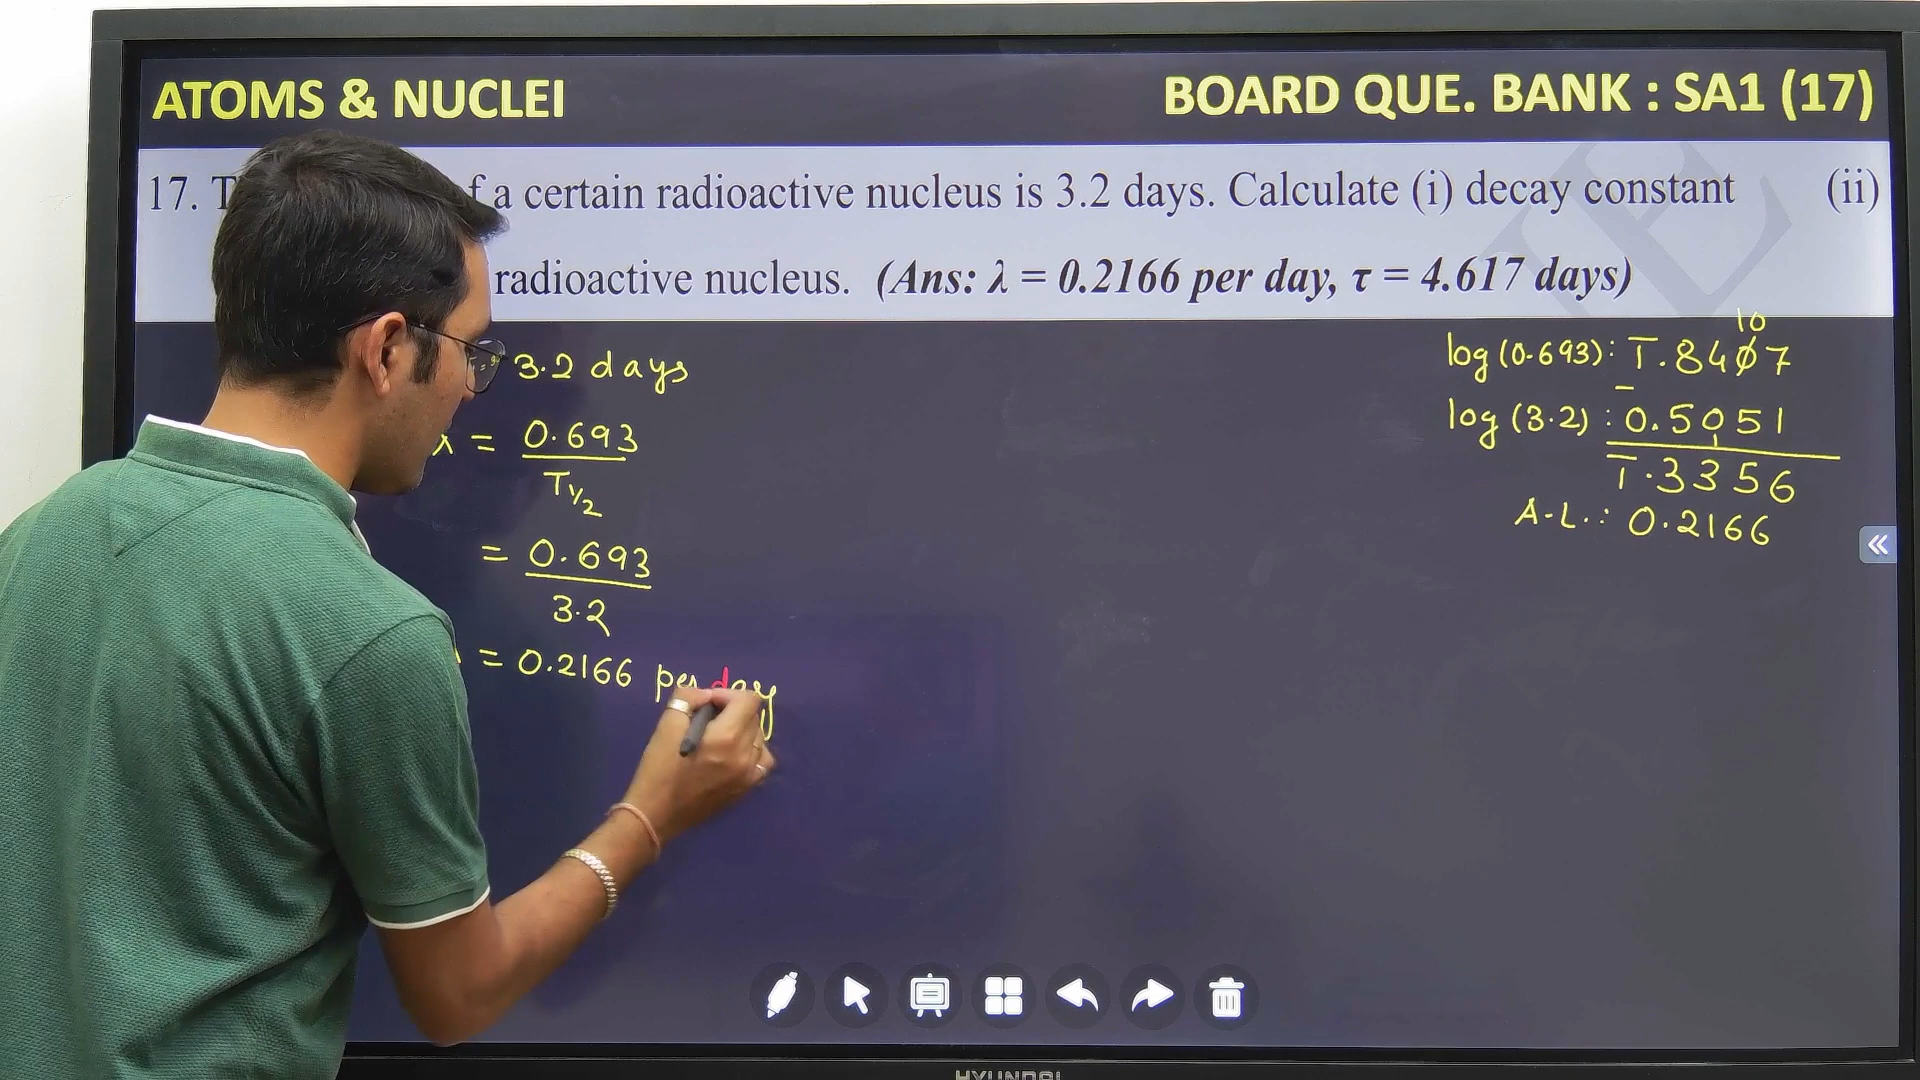 ATOMS & NUCLEI
BOARD QUE. BANK : SA1 (17)
17. T f a certain radioactive nucleus is 3.2 days. Calculate (i) decay constant (ii)
radioactive nucleus. (Ans: λ = 0.2166 per day, τ = 4.617 days)
3.2 days
λ = 0.693
T1/2
= 0.693
3.2
= 0.2166 per day
10
log (0.693) : 1̅.8407
log (3.2) : 0.5051
1̅.3356
A.L. : 0.2166
HYUNDAI